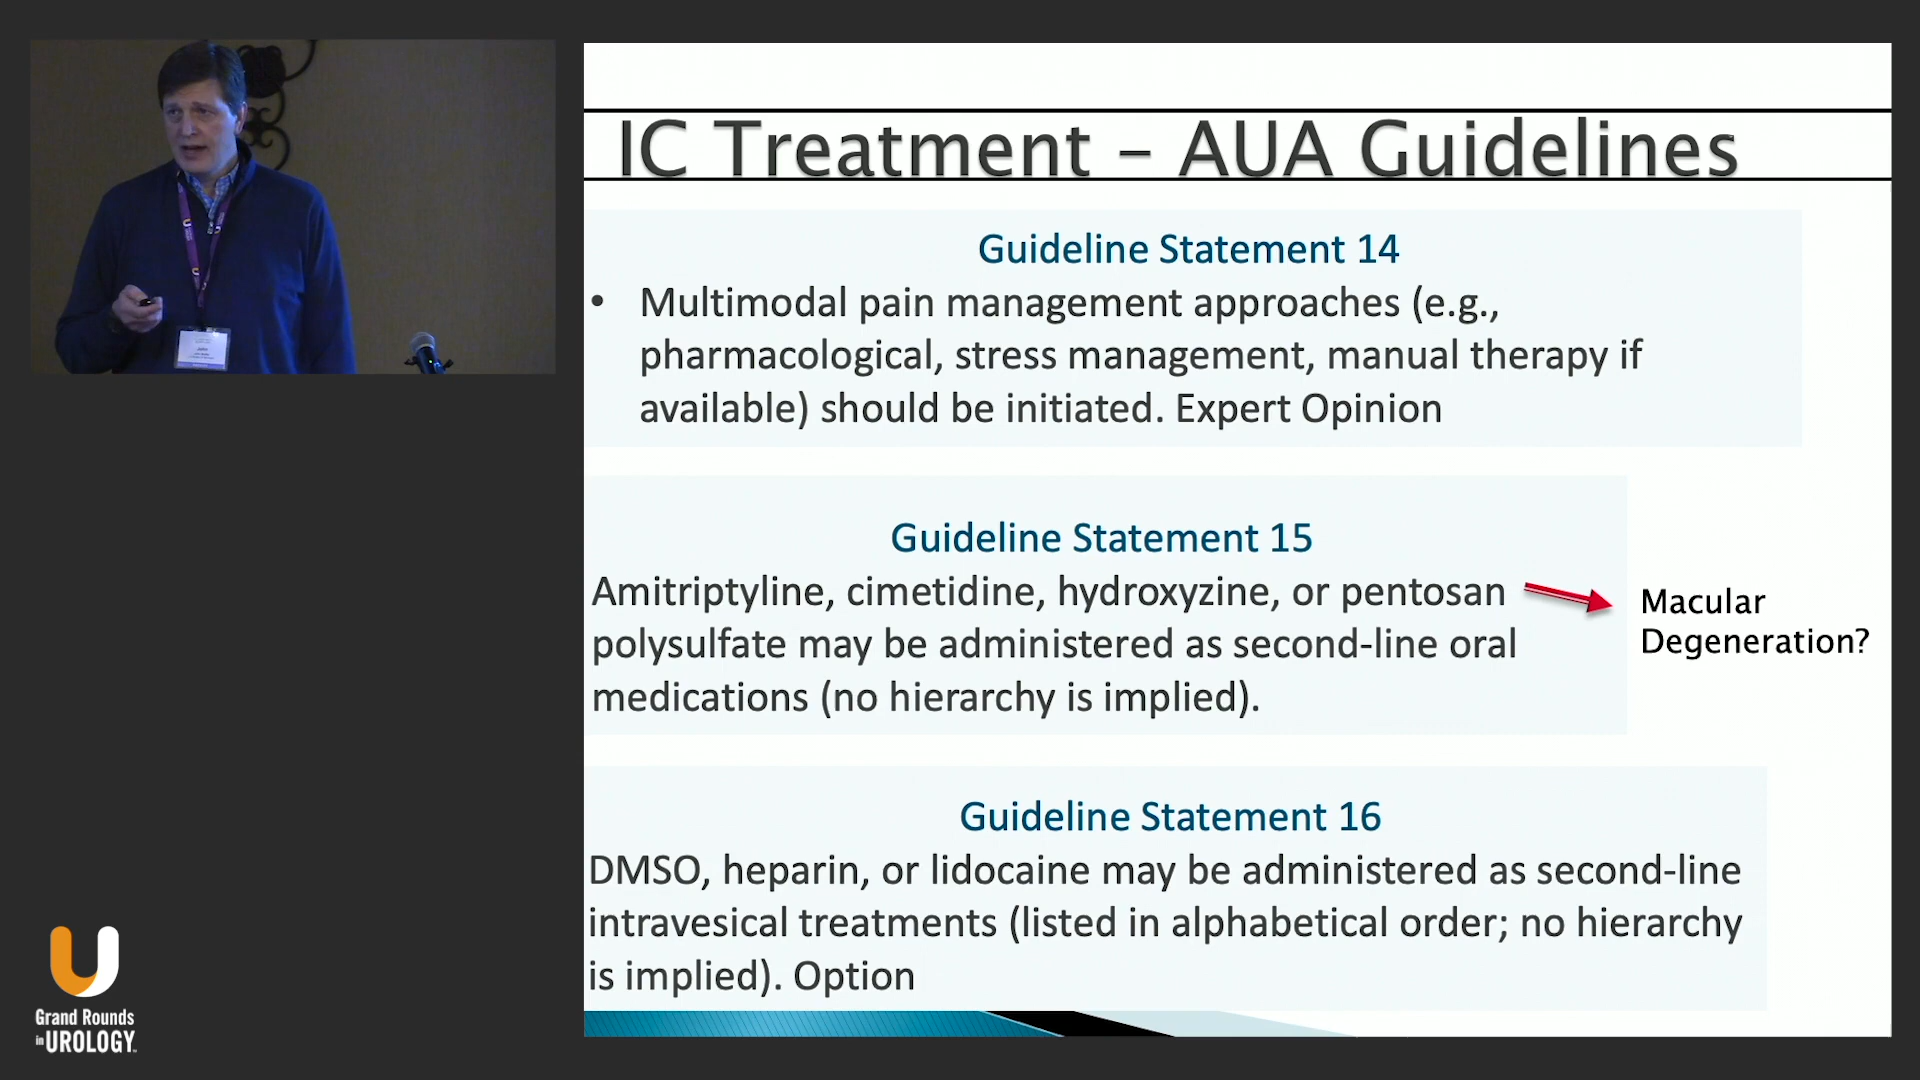 IC Treatment – AUA Guidelines
Guideline Statement 14
• Multimodal pain management approaches (e.g.,
pharmacological, stress management, manual therapy if
available) should be initiated. Expert Opinion
Guideline Statement 15
Amitriptyline, cimetidine, hydroxyzine, or pentosan
polysulfate may be administered as second-line oral
medications (no hierarchy is implied).
Macular
Degeneration?
Guideline Statement 16
DMSO, heparin, or lidocaine may be administered as second-line
intravesical treatments (listed in alphabetical order; no hierarchy
is implied). Option
Grand Rounds
in UROLOGY